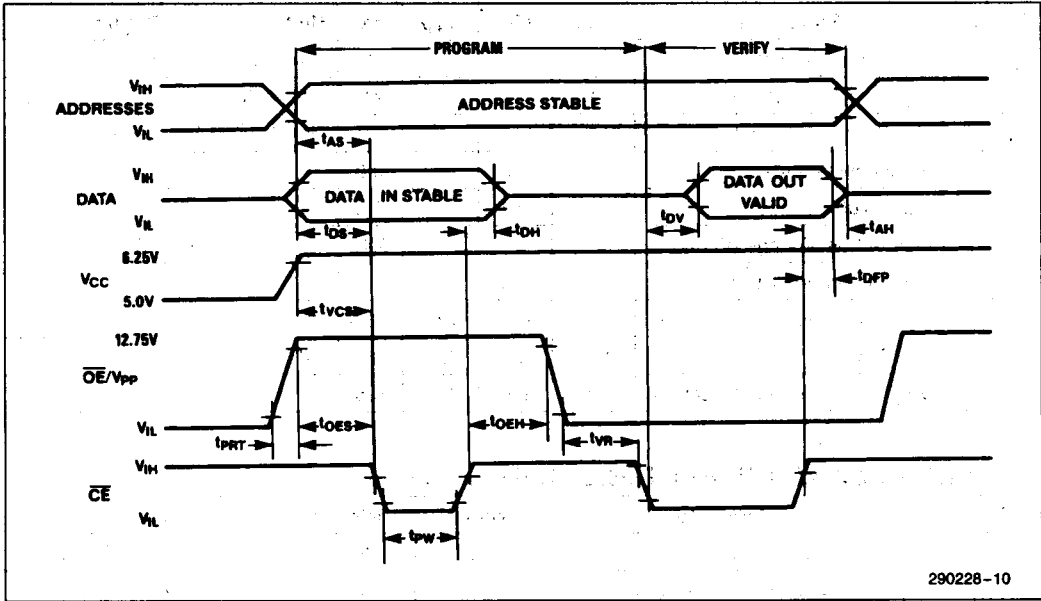 PROGRAM VERIFY
VIH
ADDRESSES ADDRESS STABLE
VIL
tAS
VIH
DATA DATA IN STABLE DATA OUT VALID
VIL
tDS tDH tDV tAH
6.25V
VCC tDFP
5.0V tVCS
12.75V
OE/VPP
VIL tOES tOEH
tPRT tVR
VIH
CE
VIL
tPW
290228-10